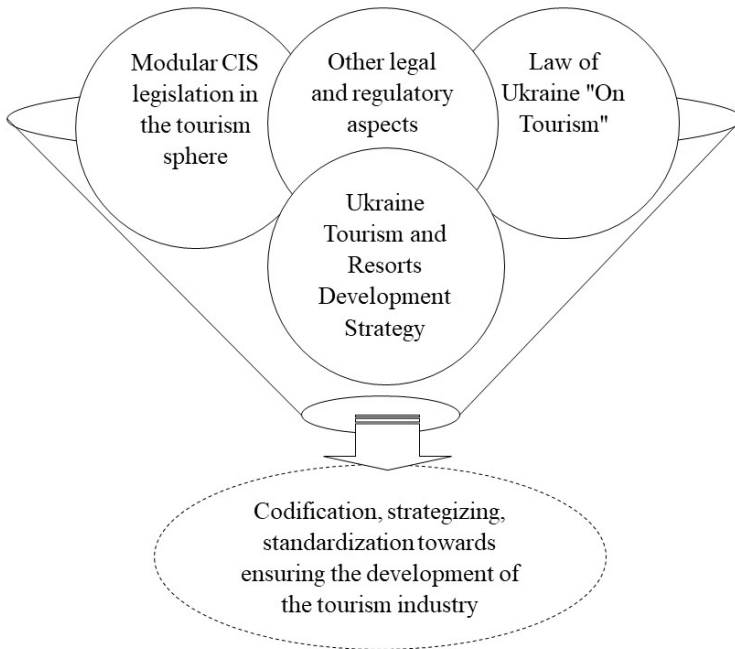 Modular CIS
legislation in
the tourism
sphere
Other legal
and regulatory
aspects
Law of
Ukraine "On
Tourism"
Ukraine
Tourism and
Resorts
Development
Strategy
Codification, strategizing,
standardization towards
ensuring the development of
the tourism industry